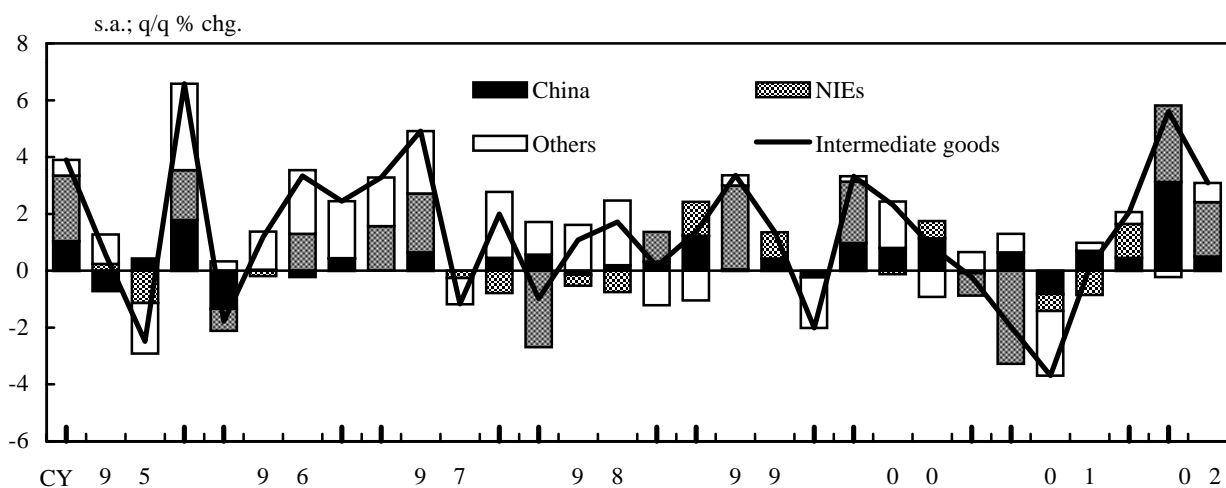 s.a.; q/q % chg.
8
6
4
2
0
-2
-4
-6
China
NIEs
Others
Intermediate goods
CY 9 5 9 6 9 7 9 8 9 9 0 0 0 1 0 2